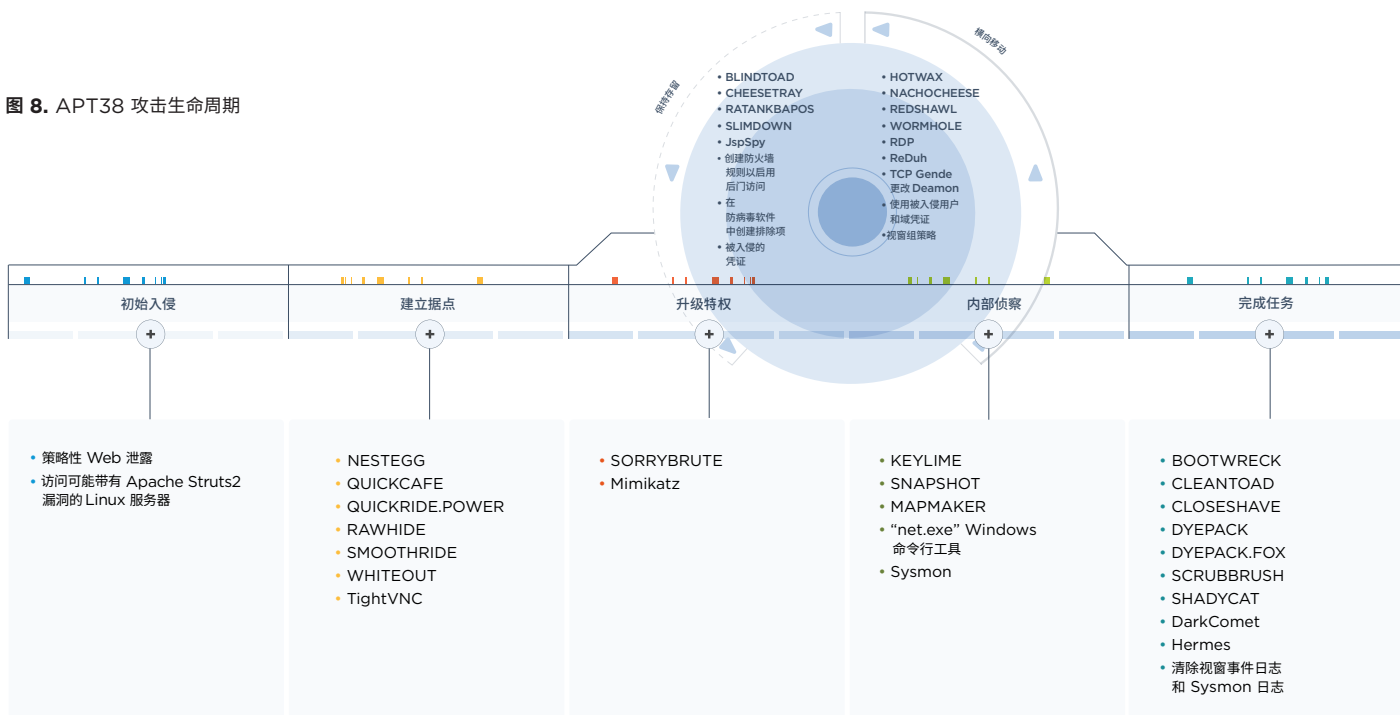 图 8. APT38 攻击生命周期
保持存留
横向移动
• BLINDTOAD
• CHEESETRAY
• RATANKBAPOS
• SLIMDOWN
• JspSpy
• 创建防火墙
规则以启用
后门访问
• 在
防病毒软件
中创建排除项
• 被入侵的
凭证
• HOTWAX
• NACHOCHEESE
• REDSHAWL
• WORMHOLE
• RDP
• ReDuh
• TCP Gende
更改 Deamon
• 使用被入侵用户
和域凭证
•视窗组策略
初始入侵
建立据点
升级特权
内部侦察
完成任务
• 策略性 Web 泄露
• 访问可能带有 Apache Struts2
漏洞的 Linux 服务器
• NESTEGG
• QUICKCAFE
• QUICKRIDE.POWER
• RAWHIDE
• SMOOTHRIDE
• WHITEOUT
• TightVNC
• SORRYBRUTE
• Mimikatz
• KEYLIME
• SNAPSHOT
• MAPMAKER
• “net.exe” Windows
命令行工具
• Sysmon
• BOOTWRECK
• CLEANTOAD
• CLOSESHAVE
• DYEPACK
• DYEPACK.FOX
• SCRUBBRUSH
• SHADYCAT
• DarkComet
• Hermes
• 清除视窗事件日志
和 Sysmon 日志